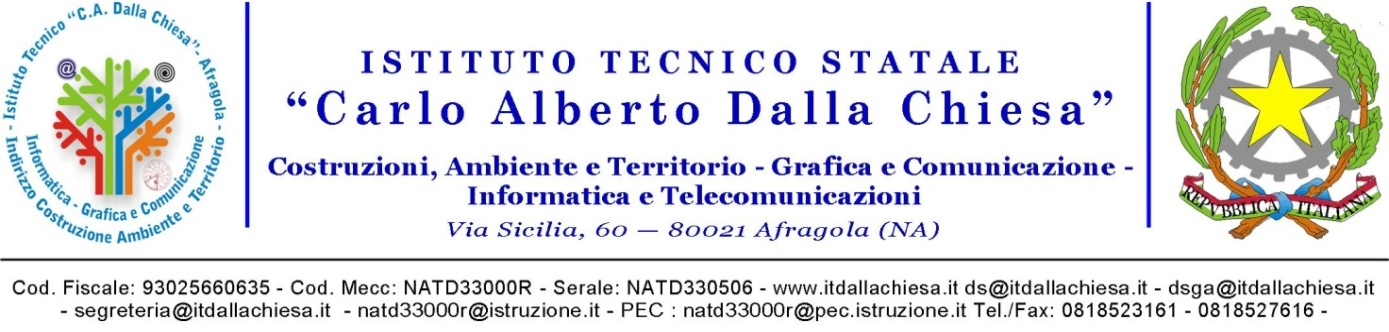 Istituto Tecnico "C.A. Dalla Chiesa" - Afragola -
Indirizzo Costruzione Ambiente e Territorio -
Informatica - Grafica e Comunicazione
@
ISTITUTO TECNICO STATALE
“Carlo Alberto Dalla Chiesa”
Costruzioni, Ambiente e Territorio - Grafica e Comunicazione -
Informatica e Telecomunicazioni
Via Sicilia, 60 — 80021 Afragola (NA)
REPVBBLICA ITALIANA
Cod. Fiscale: 93025660635 - Cod. Mecc: NATD33000R - Serale: NATD330506 - www.itdallachiesa.it ds@itdallachiesa.it - dsga@itdallachiesa.it
- segreteria@itdallachiesa.it - natd33000r@istruzione.it - PEC : natd33000r@pec.istruzione.it Tel./Fax: 0818523161 - 0818527616 -